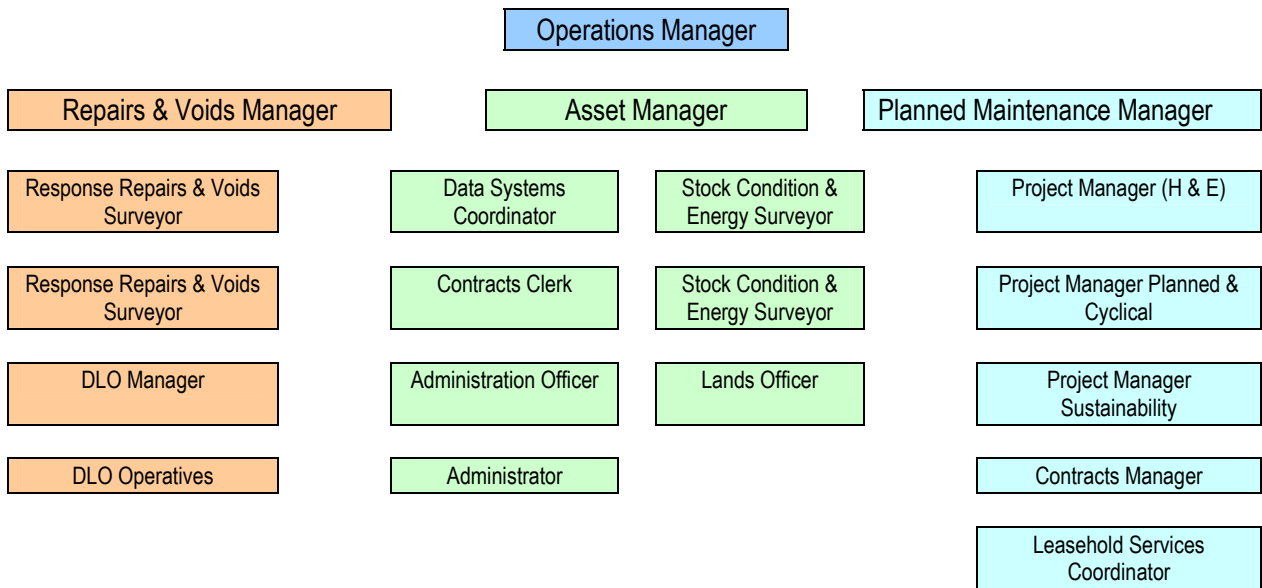 Operations Manager
Repairs & Voids Manager
Asset Manager
Planned Maintenance Manager
Response Repairs & Voids
Surveyor
Data Systems
Coordinator
Stock Condition &
Energy Surveyor
Project Manager (H & E)
Response Repairs & Voids
Surveyor
Contracts Clerk
Stock Condition &
Energy Surveyor
Project Manager Planned &
Cyclical
DLO Manager
Administration Officer
Lands Officer
Project Manager
Sustainability
DLO Operatives
Administrator
Contracts Manager
Leasehold Services
Coordinator